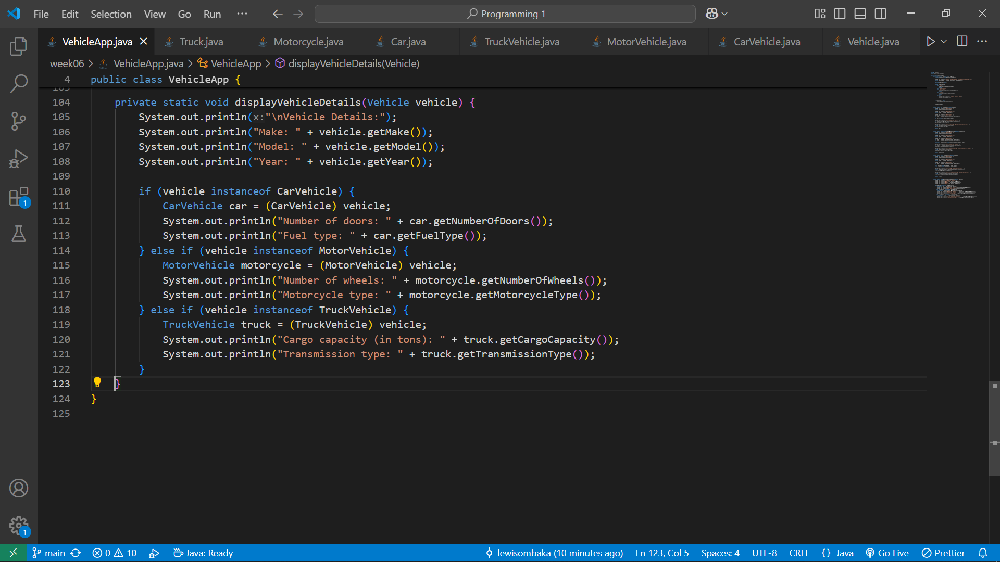 File Edit Selection View Go Run ··· Programming 1
VehicleApp.java Truck.java Motorcycle.java Car.java TruckVehicle.java MotorVehicle.java CarVehicle.java Vehicle.java
week06 > VehicleApp.java > VehicleApp > displayVehicleDetails(Vehicle)
4 public class VehicleApp {
104 private static void displayVehicleDetails(Vehicle vehicle) {
105 System.out.println(x:"\nVehicle Details:");
106 System.out.println("Make: " + vehicle.getMake());
107 System.out.println("Model: " + vehicle.getModel());
108 System.out.println("Year: " + vehicle.getYear());
109
110 if (vehicle instanceof CarVehicle) {
111 CarVehicle car = (CarVehicle) vehicle;
112 System.out.println("Number of doors: " + car.getNumberOfDoors());
113 System.out.println("Fuel type: " + car.getFuelType());
114 } else if (vehicle instanceof MotorVehicle) {
115 MotorVehicle motorcycle = (MotorVehicle) vehicle;
116 System.out.println("Number of wheels: " + motorcycle.getNumberOfWheels());
117 System.out.println("Motorcycle type: " + motorcycle.getMotorcycleType());
118 } else if (vehicle instanceof TruckVehicle) {
119 TruckVehicle truck = (TruckVehicle) vehicle;
120 System.out.println("Cargo capacity (in tons): " + truck.getCargoCapacity());
121 System.out.println("Transmission type: " + truck.getTransmissionType());
122 }
123 }
124 }
125
1
1
main 0 10 Java: Ready lewisombaka (10 minutes ago) Ln 123, Col 5 Spaces: 4 UTF-8 CRLF {} Java Go Live Prettier